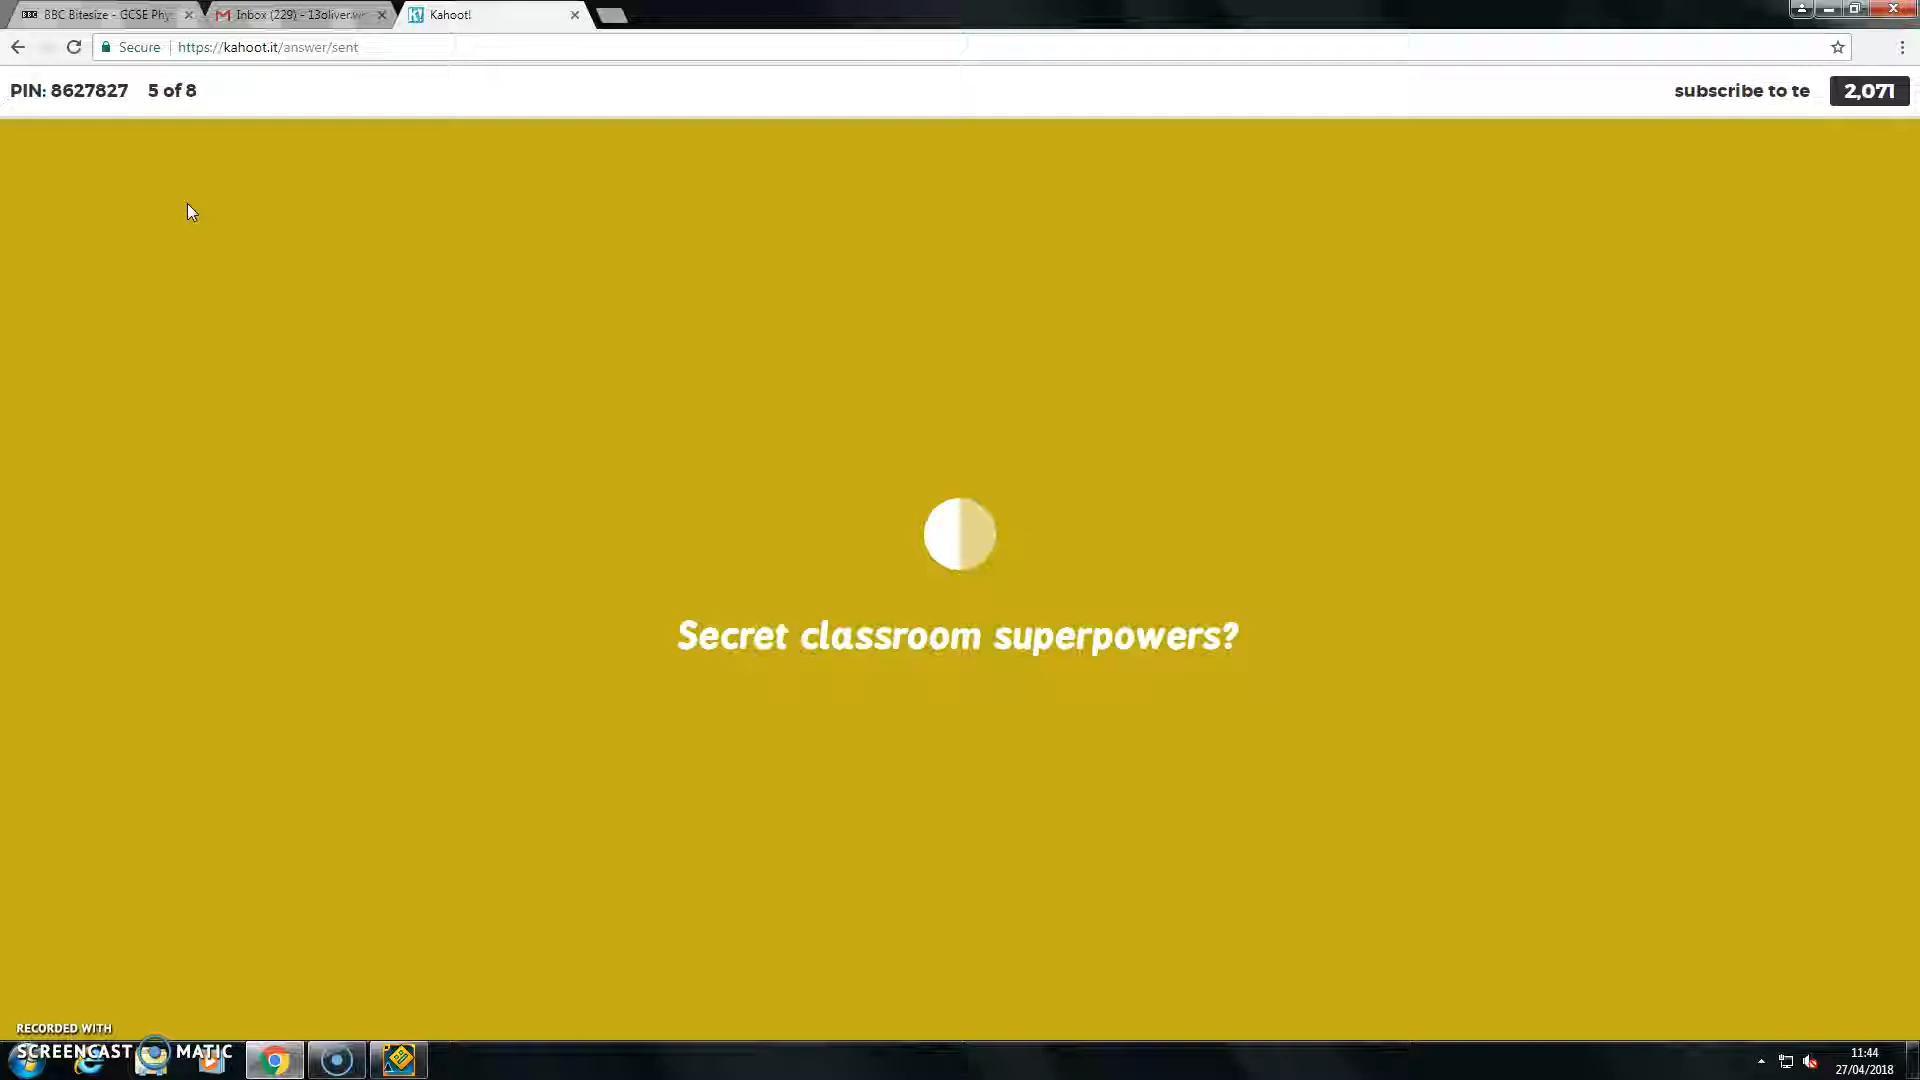 BBC Bitesize - GCSE Phy
Inbox (229) - 13oliver.w
Kahoot!
Secure
https://kahoot.it/answer/sent
PIN: 8627827 5 of 8
subscribe to te 2,071
Secret classroom superpowers?
RECORDED WITH
SCREENCAST MATIC
11:44
27/04/2018